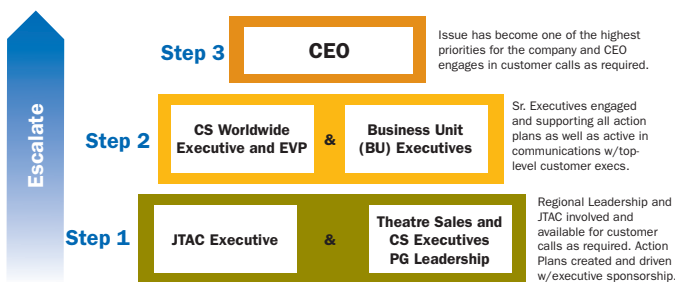 Escalate
Step 3
CEO
Issue has become one of the highest
priorities for the company and CEO
engages in customer calls as required.
Step 2
CS Worldwide
Executive and EVP
&
Business Unit
(BU) Executives
Sr. Executives engaged
and supporting all action
plans as well as active in
communications w/top-
level customer execs.
Step 1
JTAC Executive
&
Theatre Sales and
CS Executives
PG Leadership
Regional Leadership and
JTAC involved and
available for customer
calls as required. Action
Plans created and driven
w/executive sponsorship.